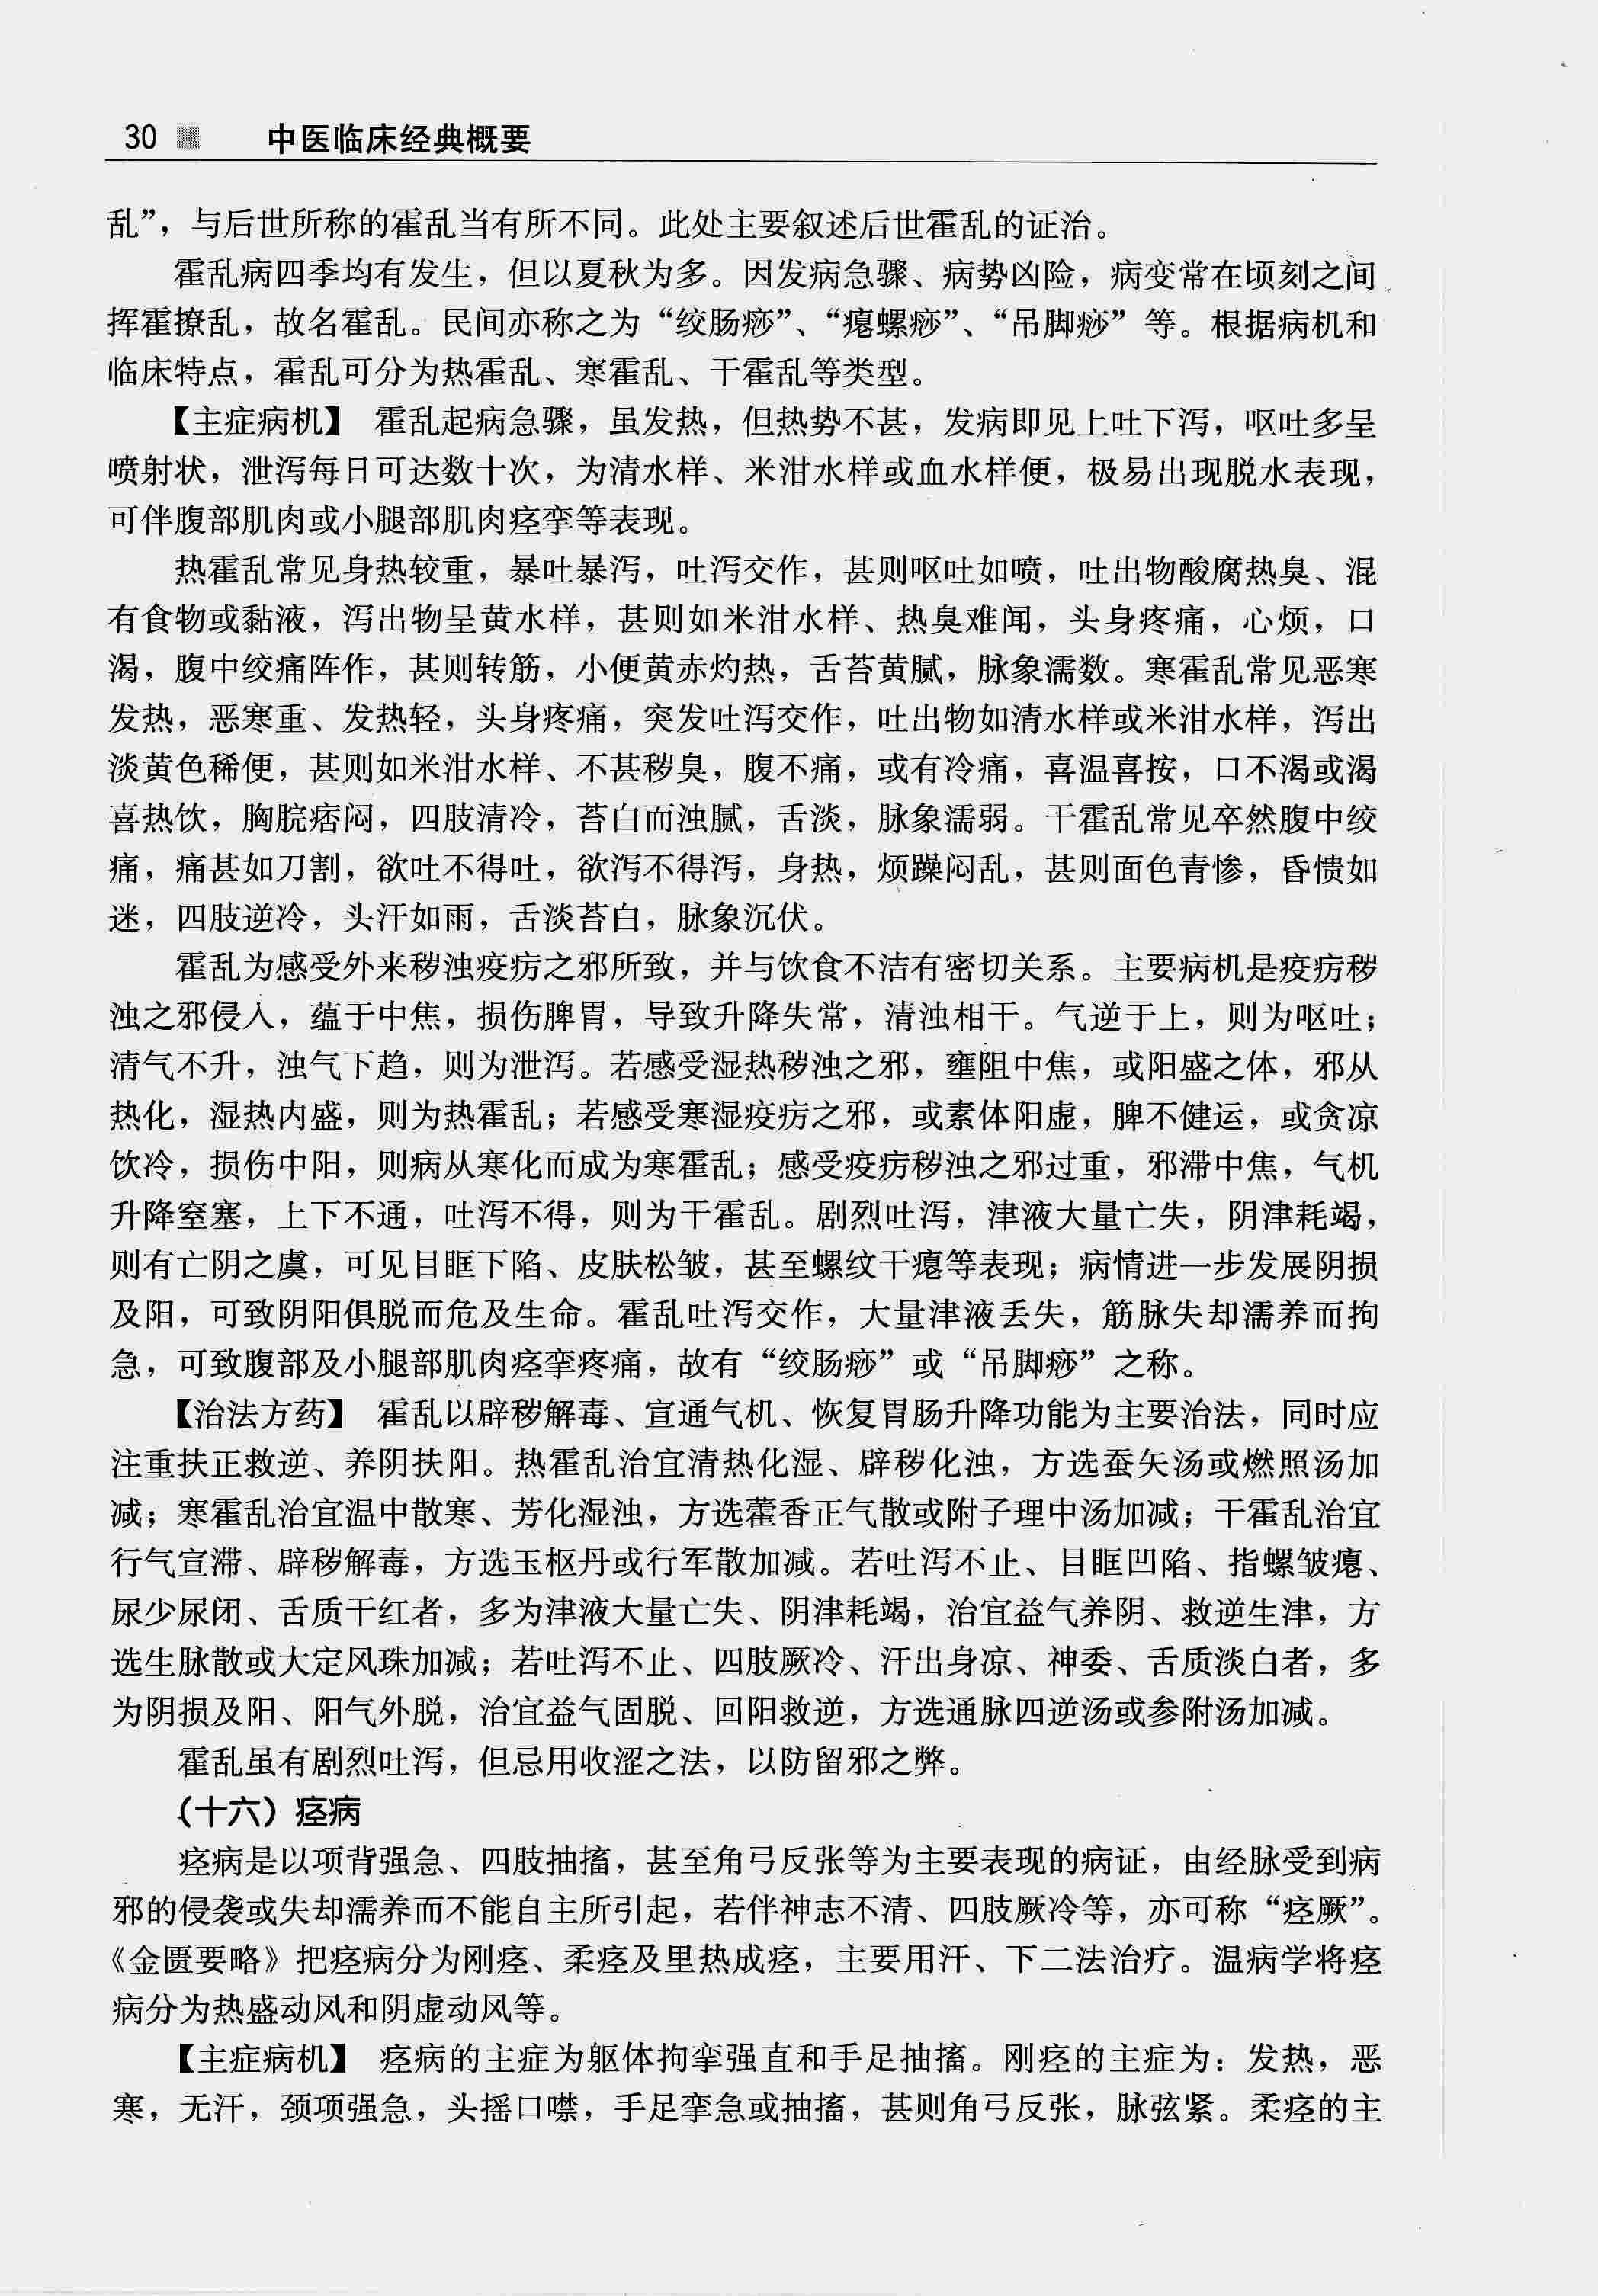 30 中医临床经典概要
乱”，与后世所称的霍乱当有所不同。此处主要叙述后世霍乱的证治。
霍乱病四季均有发生，但以夏秋为多。因发病急骤、病势凶险，病变常在顷刻之间
挥霍撩乱，故名霍乱。民间亦称之为“绞肠痧”、“瘪螺痧”、“吊脚痧”等。根据病机和
临床特点，霍乱可分为热霍乱、寒霍乱、干霍乱等类型。
【主症病机】 霍乱起病急骤，虽发热，但热势不甚，发病即见上吐下泻，呕吐多呈
喷射状，泄泻每日可达数十次，为清水样、米泔水样或血水样便，极易出现脱水表现，
可伴腹部肌肉或小腿部肌肉痉挛等表现。
热霍乱常见身热较重，暴吐暴泻，吐泻交作，甚则呕吐如喷，吐出物酸腐热臭、混
有食物或黏液，泻出物呈黄水样，甚则如米泔水样、热臭难闻，头身疼痛，心烦，口
渴，腹中绞痛阵作，甚则转筋，小便黄赤灼热，舌苔黄腻，脉象濡数。寒霍乱常见恶寒
发热，恶寒重、发热轻，头身疼痛，突发吐泻交作，吐出物如清水样或米泔水样，泻出
淡黄色稀便，甚则如米泔水样、不甚秽臭，腹不痛，或有冷痛，喜温喜按，口不渴或渴
喜热饮，胸脘痞闷，四肢清冷，苔白而浊腻，舌淡，脉象濡弱。干霍乱常见卒然腹中绞
痛，痛甚如刀割，欲吐不得吐，欲泻不得泻，身热，烦躁闷乱，甚则面色青惨，昏愦如
迷，四肢逆冷，头汗如雨，舌淡苔白，脉象沉伏。
霍乱为感受外来秽浊疫疠之邪所致，并与饮食不洁有密切关系。主要病机是疫疠秽
浊之邪侵入，蕴于中焦，损伤脾胃，导致升降失常，清浊相干。气逆于上，则为呕吐；
清气不升，浊气下趋，则为泄泻。若感受湿热秽浊之邪，壅阻中焦，或阳盛之体，邪从
热化，湿热内盛，则为热霍乱；若感受寒湿疫疠之邪，或素体阳虚，脾不健运，或贪凉
饮冷，损伤中阳，则病从寒化而成为寒霍乱；感受疫疠秽浊之邪过重，邪滞中焦，气机
升降窒塞，上下不通，吐泻不得，则为干霍乱。剧烈吐泻，津液大量亡失，阴津耗竭，
则有亡阴之虞，可见目眶下陷、皮肤松皱，甚至螺纹干瘪等表现；病情进一步发展阴损
及阳，可致阴阳俱脱而危及生命。霍乱吐泻交作，大量津液丢失，筋脉失却濡养而拘
急，可致腹部及小腿部肌肉痉挛疼痛，故有“绞肠痧”或“吊脚痧”之称。
【治法方药】 霍乱以辟秽解毒、宣通气机、恢复胃肠升降功能为主要治法，同时应
注重扶正救逆、养阴扶阳。热霍乱治宜清热化湿、辟秽化浊，方选蚕矢汤或燃照汤加
减；寒霍乱治宜温中散寒、芳化湿浊，方选藿香正气散或附子理中汤加减；干霍乱治宜
行气宣滞、辟秽解毒，方选玉枢丹或行军散加减。若吐泻不止、目眶凹陷、指螺皱瘪、
尿少尿闭、舌质干红者，多为津液大量亡失、阴津耗竭，治宜益气养阴、救逆生津，方
选生脉散或大定风珠加减；若吐泻不止、四肢厥冷、汗出身凉、神委、舌质淡白者，多
为阴损及阳、阳气外脱，治宜益气固脱、回阳救逆，方选通脉四逆汤或参附汤加减。
霍乱虽有剧烈吐泻，但忌用收涩之法，以防留邪之弊。
（十六）痉病
痉病是以项背强急、四肢抽搐，甚至角弓反张等为主要表现的病证，由经脉受到病
邪的侵袭或失却濡养而不能自主所引起，若伴神志不清、四肢厥冷等，亦可称“痉厥”。
《金匮要略》把痉病分为刚痉、柔痉及里热成痉，主要用汗、下二法治疗。温病学将痉
病分为热盛动风和阴虚动风等。
【主症病机】 痉病的主症为躯体拘挛强直和手足抽搐。刚痉的主症为：发热，恶
寒，无汗，颈项强急，头摇口噤，手足挛急或抽搐，甚则角弓反张，脉弦紧。柔痉的主